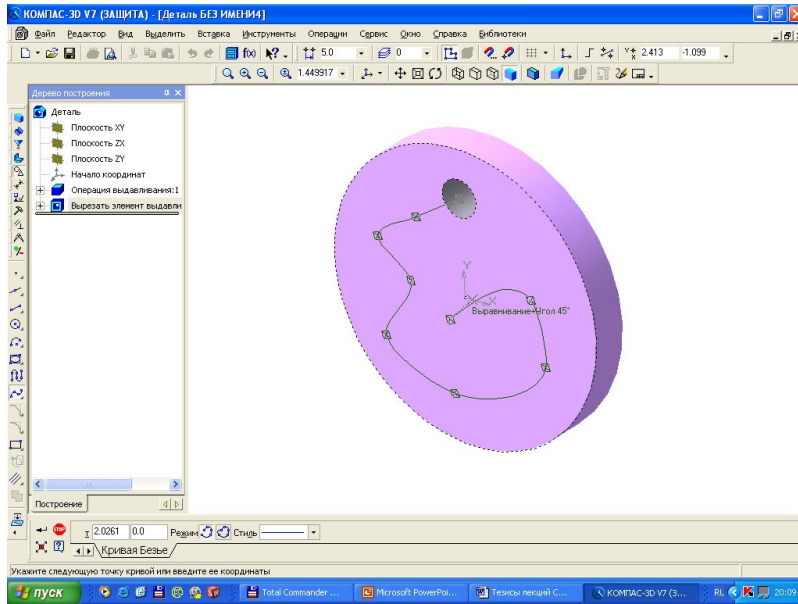 КОМПАС-3D V7 (ЗАЩИТА) - [Деталь БЕЗ ИМЕНИ4]
Файл Редактор Вид Выделить Вставка Инструменты Операции Сервис Окно Справка Библиотеки
f(x) 5.0 0 2.413 -1.099
1.449917
Дерево построения
Деталь
Плоскость XY
Плоскость ZX
Плоскость ZY
Начало координат
Операция выдавливания:1
Вырезать элемент выдавли
Y
X
Выравнивание+Угол 45°
Построение
STOP т 2.0261 0.0 Режим Стиль
Кривая Безье
Укажите следующую точку кривой или введите ее координаты
пуск Total Commander ... Microsoft PowerPoi... Тезисы лекций С... КОМПАС-3D V7 (З... RL 20:09